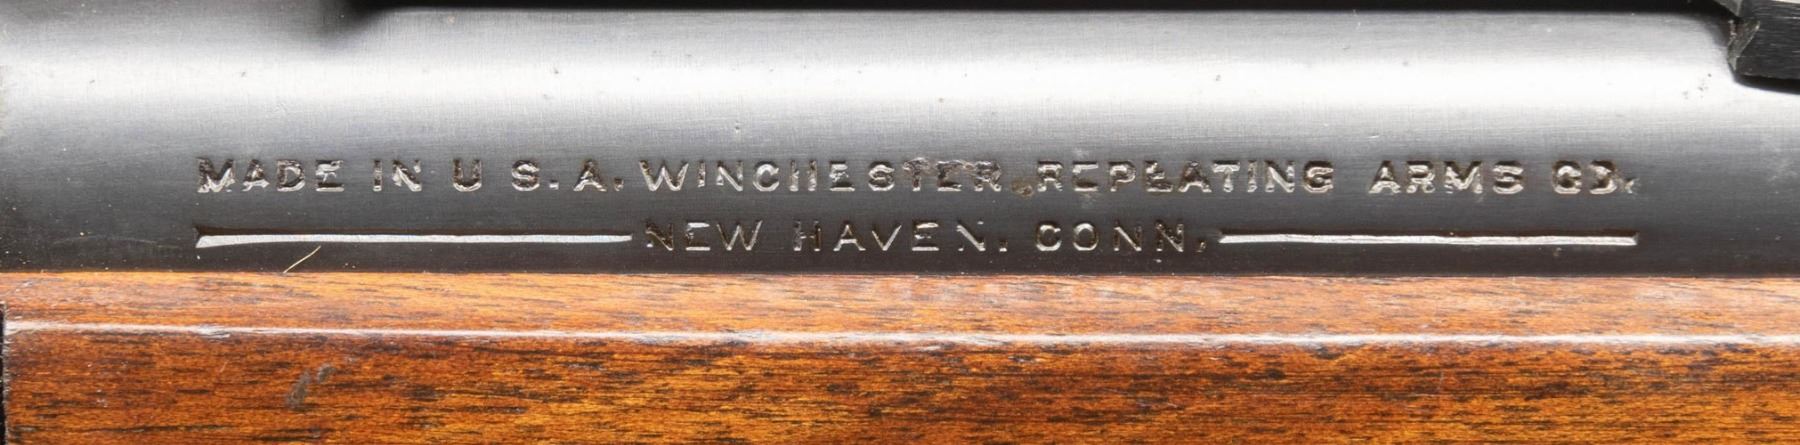 MADE IN U S.A. WINCHESTER REPEATING ARMS CO.
NEW HAVEN. CONN.